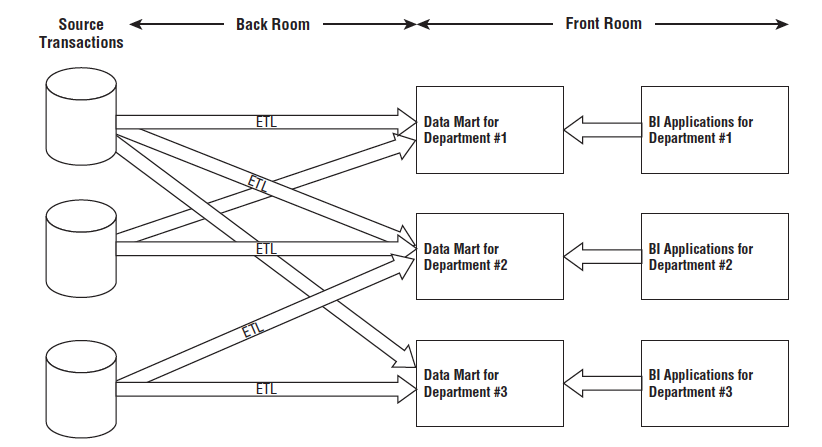 Source
Transactions
Back Room
Front Room
ETL
Data Mart for
Department #1
BI Applications for
Department #1
ETL
ETL
Data Mart for
Department #2
BI Applications for
Department #2
ETL
ETL
Data Mart for
Department #3
BI Applications for
Department #3